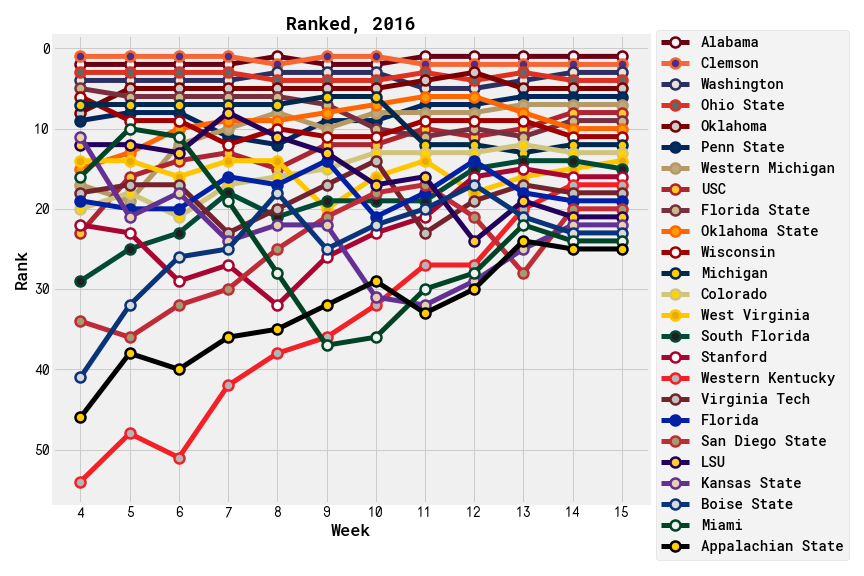 Ranked, 2016
0
10
20
30
40
50
Rank
4 5 6 7 8 9 10 11 12 13 14 15
Week
Alabama
Clemson
Washington
Ohio State
Oklahoma
Penn State
Western Michigan
USC
Florida State
Oklahoma State
Wisconsin
Michigan
Colorado
West Virginia
South Florida
Stanford
Western Kentucky
Virginia Tech
Florida
San Diego State
LSU
Kansas State
Boise State
Miami
Appalachian State